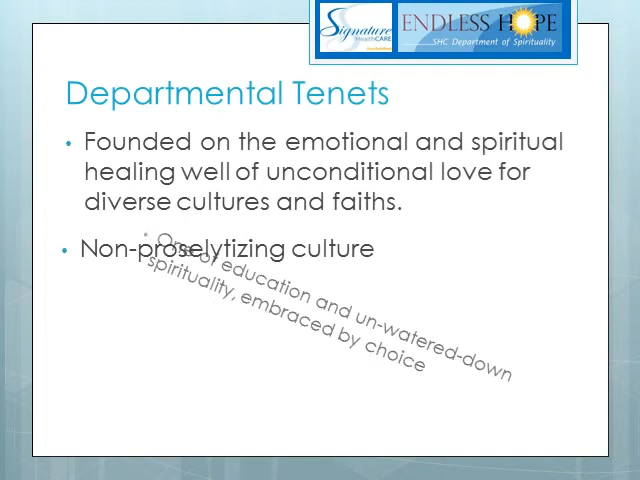 Signature
HealthCARE
ENDLESS HOPE
SHC Department of Spirituality
Departmental Tenets
• Founded on the emotional and spiritual
healing well of unconditional love for
diverse cultures and faiths.
• Non-proselytizing culture
• One of education and un-watered-down
spirituality, embraced by choice